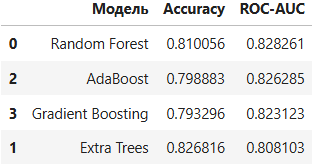 Модель Accuracy ROC-AUC
0 Random Forest 0.810056 0.828261
2 AdaBoost 0.798883 0.826285
3 Gradient Boosting 0.793296 0.823123
1 Extra Trees 0.826816 0.808103